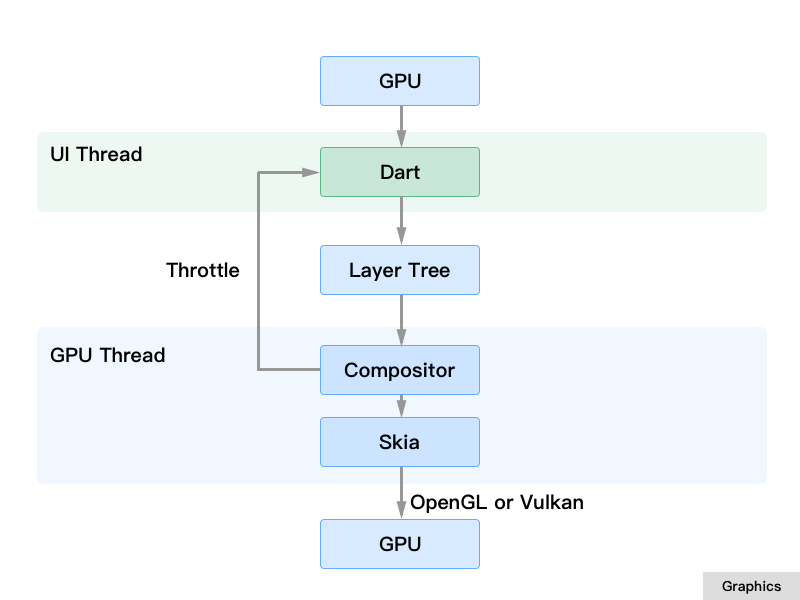 GPU
UI Thread
Dart
Throttle
Layer Tree
GPU Thread
Compositor
Skia
OpenGL or Vulkan
GPU
Graphics